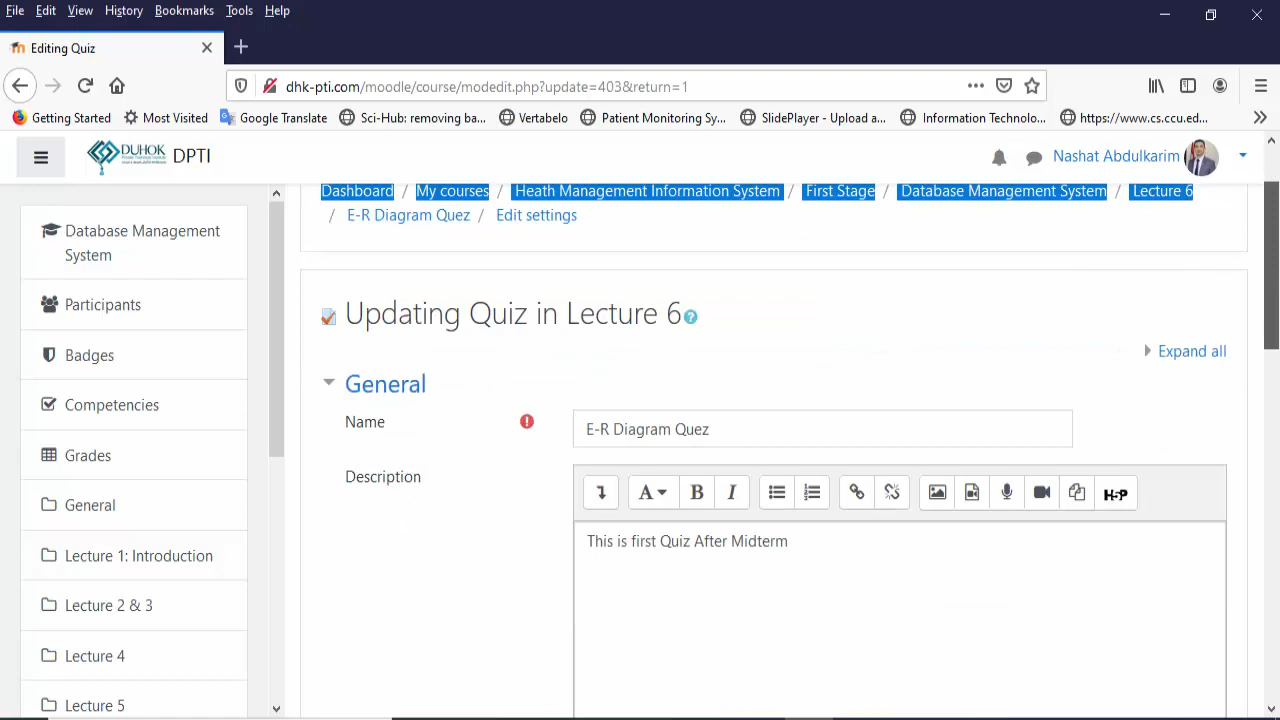 File Edit View History Bookmarks Tools Help
Editing Quiz
dhk-pti.com/moodle/course/modedit.php?update=403&return=1
Getting Started Most Visited Google Translate Sci-Hub: removing ba... Vertabelo Patient Monitoring Sy... SlidePlayer - Upload a... Information Technolo... https://www.cs.ccu.ed...
DUHOK DPTI Nashat Abdulkarim
Dashboard / My courses / Heath Management Information System / First Stage / Database Management System / Lecture 6
/ E-R Diagram Quez / Edit settings
Database Management
System
Participants
Badges
Competencies
Grades
General
Lecture 1: Introduction
Lecture 2 & 3
Lecture 4
Lecture 5
Updating Quiz in Lecture 6
Expand all
General
Name
E-R Diagram Quez
Description
A B I H5P
This is first Quiz After Midterm